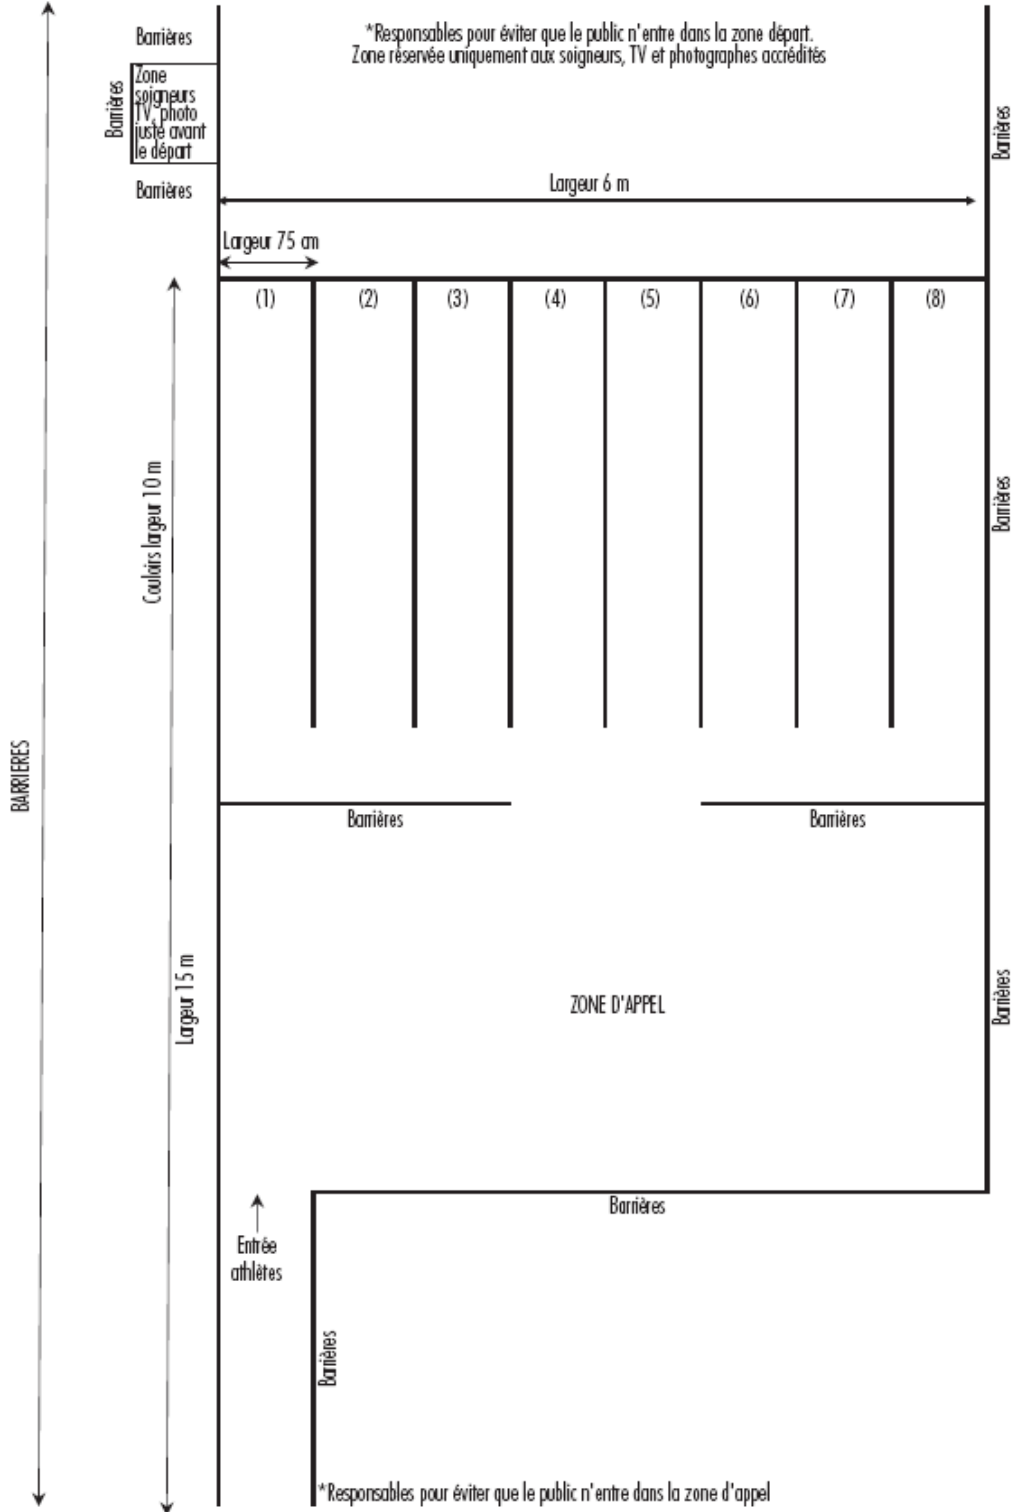 Barrières
*Responsables pour éviter que le public n'entre dans la zone départ.
Zone réservée uniquement aux soigneurs, TV et photographes accrédités
Barrières
Zone
soigneurs
TV, photo
juste avant
le départ
Barrières
Barrières
Largeur 6 m
Largeur 75 cm
(1) (2) (3) (4) (5) (6) (7) (8)
Couloirs largeur 10 m
Barrières
BARRIERES
Barrières
Barrières
Largeur 15 m
ZONE D'APPEL
Barrières
Barrières
Entrée
athlètes
Barrières
*Responsables pour éviter que le public n'entre dans la zone d'appel